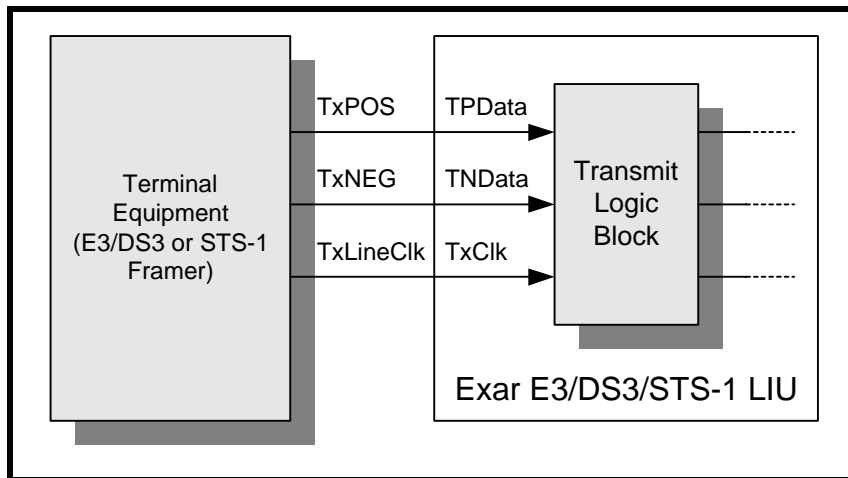 TxPOS TPData
TxNEG TNData
TxLineClk TxClk
Terminal
Equipment
(E3/DS3 or STS-1
Framer)
Transmit
Logic
Block
Exar E3/DS3/STS-1 LIU